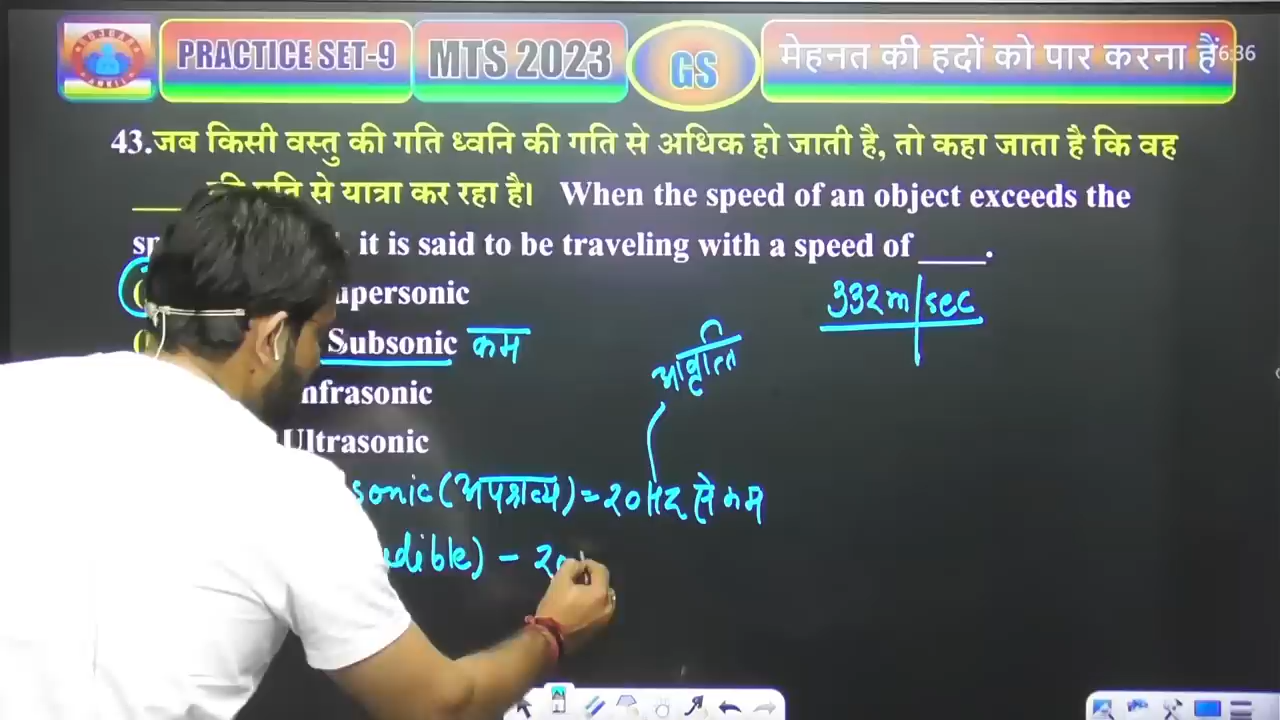 PRACTICE SET-9 MTS 2023 GS मेहनत की हदों को पार करना हैं 6:36
43.जब किसी वस्तु की गति ध्वनि की गति से अधिक हो जाती है, तो कहा जाता है कि वह
से यात्रा कर रहा है। When the speed of an object exceeds the
it is said to be traveling with a speed of ____.
upersonic
332m/sec
Subsonic कम
आवृत्ति
nfrasonic
Ultrasonic
sonic (अपश्रव्य) = 20Hz से कम
dible) - 20